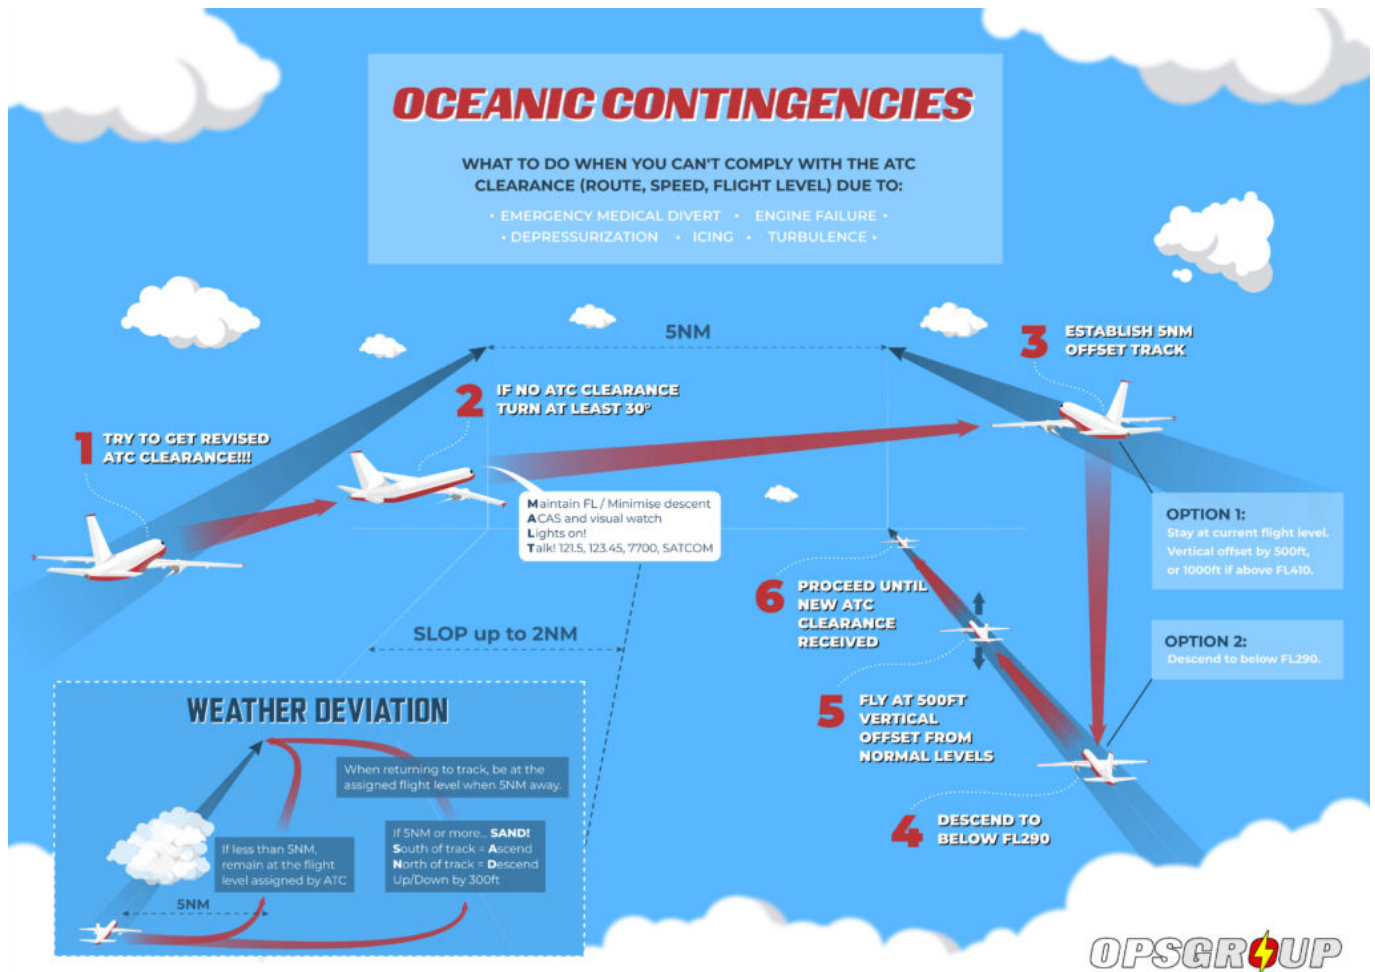 OCEANIC CONTINGENCIES
WHAT TO DO WHEN YOU CAN'T COMPLY WITH THE ATC
CLEARANCE (ROUTE, SPEED, FLIGHT LEVEL) DUE TO:
• EMERGENCY MEDICAL DIVERT • ENGINE FAILURE •
• DEPRESSURIZATION • ICING • TURBULENCE •
5NM
3 ESTABLISH 5NM
OFFSET TRACK
2 IF NO ATC CLEARANCE
TURN AT LEAST 30°
1 TRY TO GET REVISED
ATC CLEARANCE!!!
Maintain FL / Minimise descent
ACAS and visual watch
Lights on!
Talk! 121.5, 123.45, 7700, SATCOM
OPTION 1:
Stay at current flight level.
Vertical offset by 500ft,
or 1000ft if above FL410.
6 PROCEED UNTIL
NEW ATC
CLEARANCE
RECEIVED
SLOP up to 2NM
OPTION 2:
Descend to below FL290.
5 FLY AT 500FT
VERTICAL
OFFSET FROM
NORMAL LEVELS
4 DESCEND TO
BELOW FL290
WEATHER DEVIATION
When returning to track, be at the
assigned flight level when 5NM away.
If less than 5NM,
remain at the flight
level assigned by ATC
If 5NM or more... SAND!
South of track = Ascend
North of track = Descend
Up/Down by 300ft
5NM
OPSGROUP